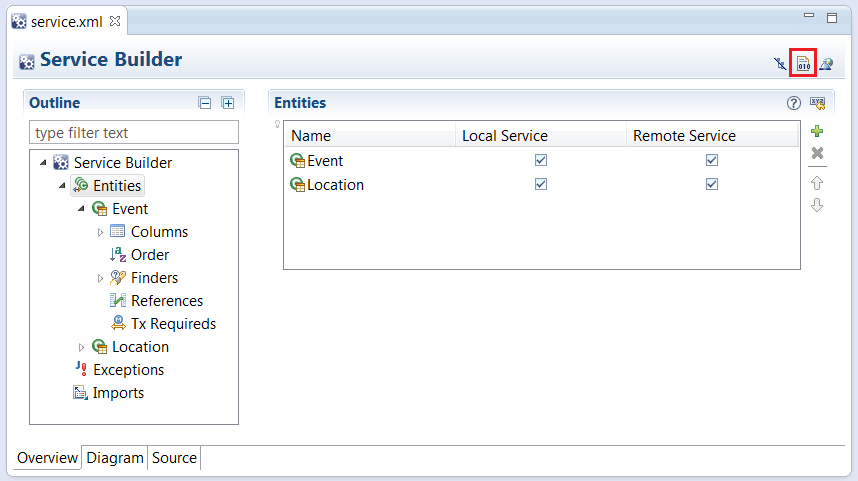 service.xml
Service Builder
010
Outline
type filter text
Service Builder
Entities
Event
Columns
Order
Finders
References
Tx Requireds
Location
Exceptions
Imports
Entities
Name Local Service Remote Service
Event
Location
Overview Diagram Source